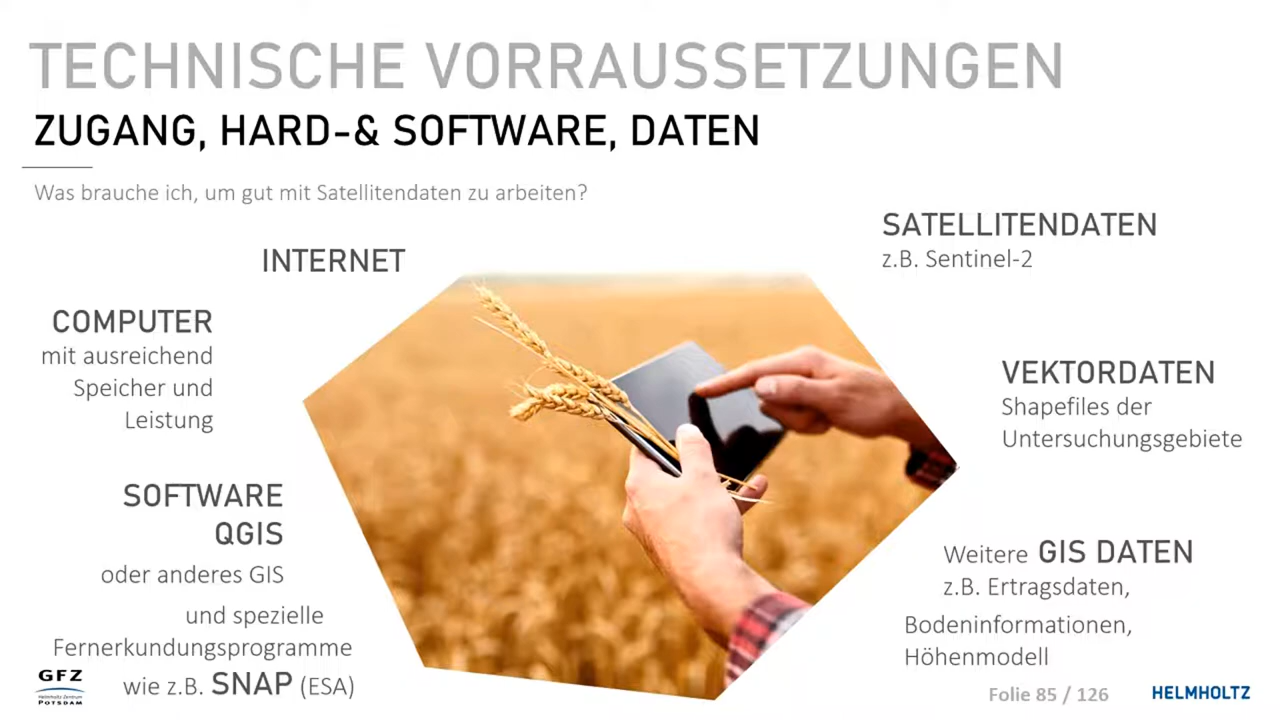 TECHNISCHE VORRAUSSETZUNGEN
ZUGANG, HARD-& SOFTWARE, DATEN
Was brauche ich, um gut mit Satellitendaten zu arbeiten?
INTERNET
COMPUTER
mit ausreichend
Speicher und
Leistung
SOFTWARE
QGIS
oder anderes GIS
und spezielle
Fernerkundungsprogramme
wie z.B. SNAP (ESA)
SATELLITENDATEN
z.B. Sentinel-2
VEKTORDATEN
Shapefiles der
Untersuchungsgebiete
Weitere GIS DATEN
z.B. Ertragsdaten,
Bodeninformationen,
Höhenmodell
GFZ
Helmholtz Zentrum
POTSDAM
Folie 85 / 126
HELMHOLTZ